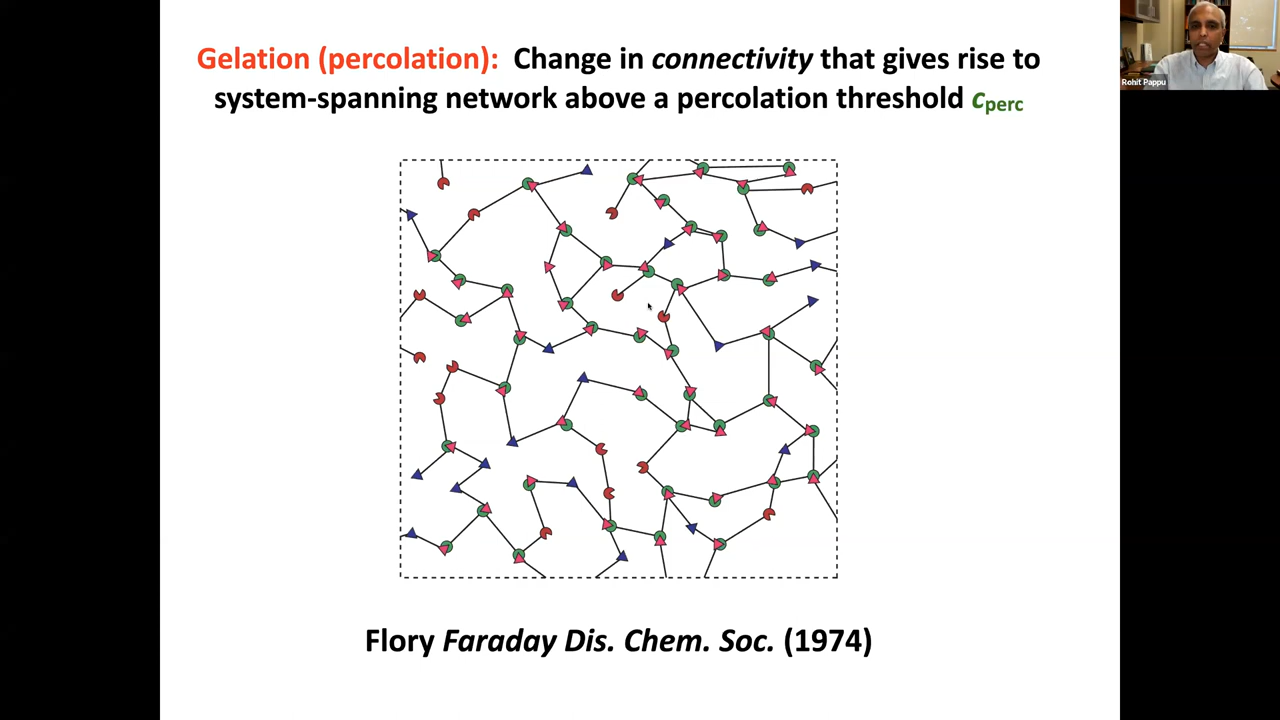 Gelation (percolation): Change in connectivity that gives rise to
system-spanning network above a percolation threshold cperc
Rohit Pappu
Flory Faraday Dis. Chem. Soc. (1974)